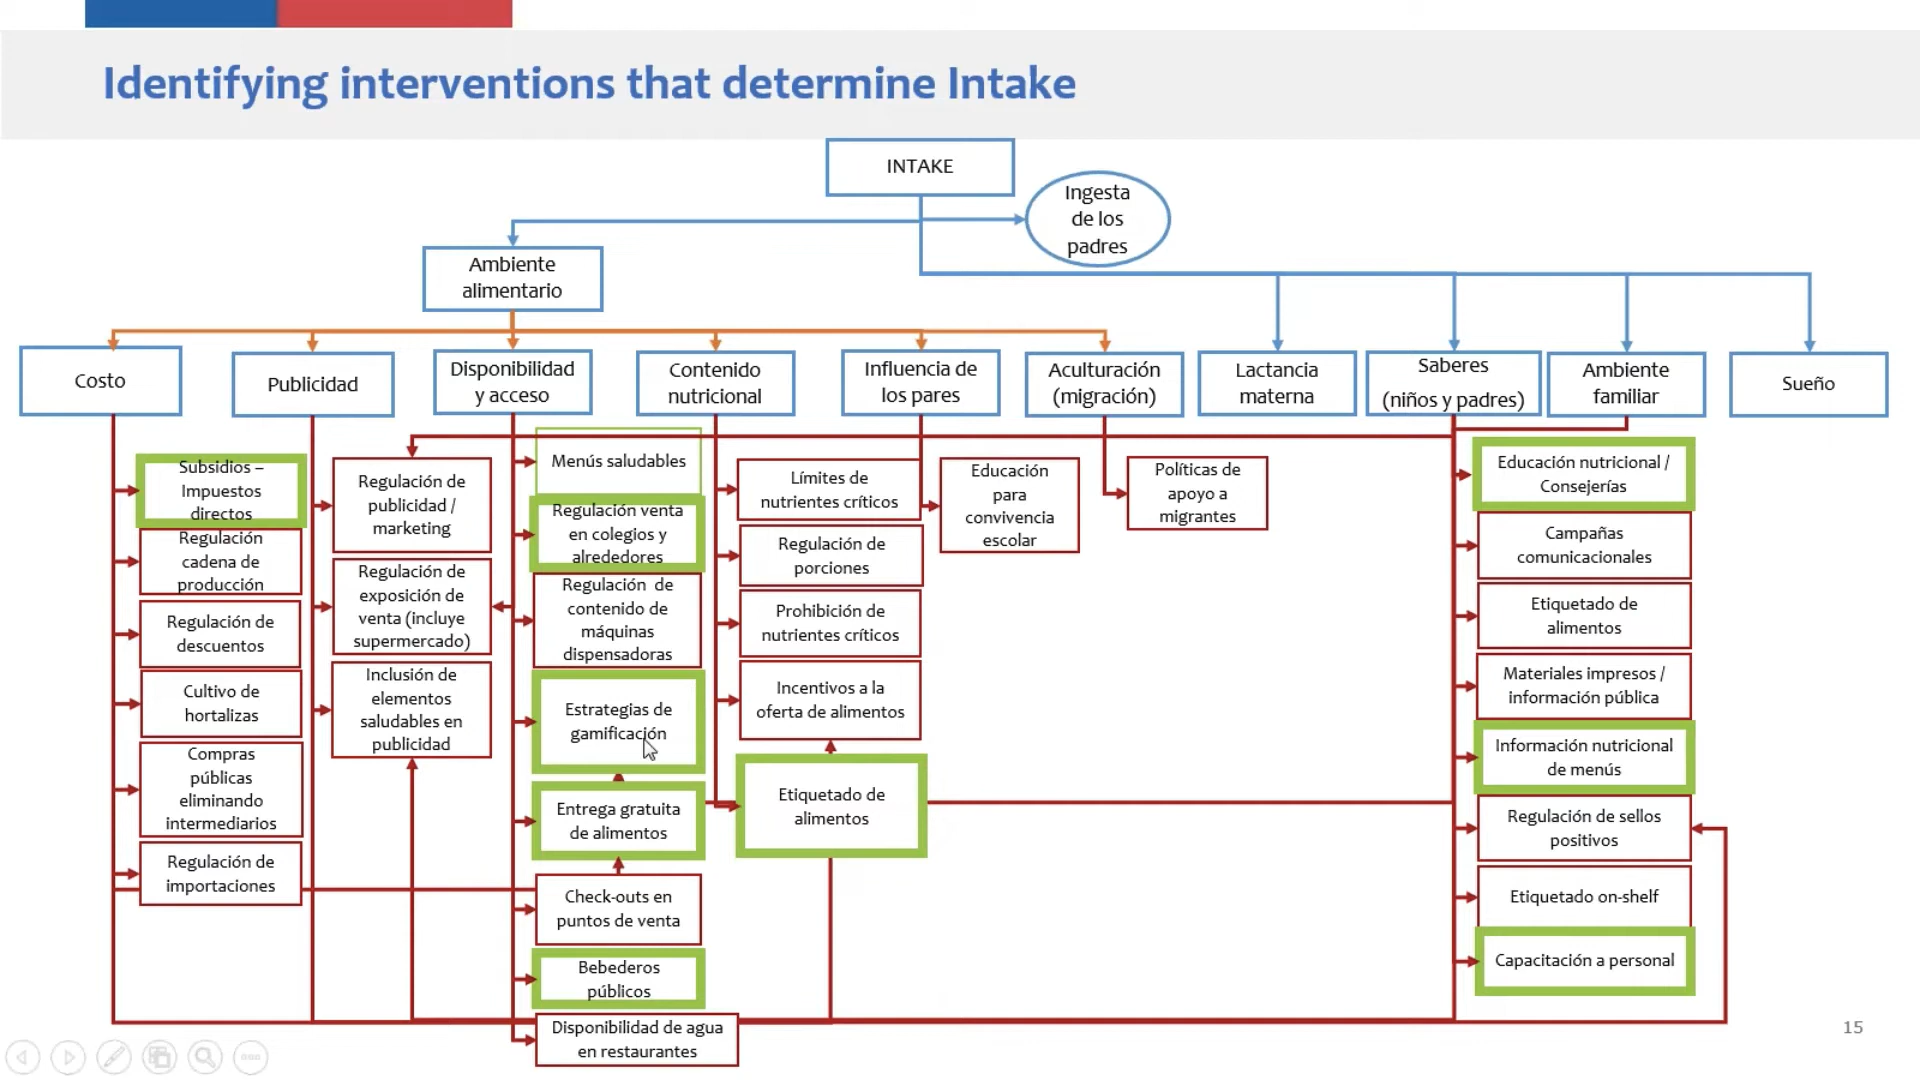 Identifying interventions that determine Intake
INTAKE
Ingesta
de los
padres
Ambiente
alimentario
Costo
Publicidad
Disponibilidad
y acceso
Contenido
nutricional
Influencia de
los pares
Aculturación
(migración)
Lactancia
materna
Saberes
(niños y padres)
Ambiente
familiar
Sueño
Subsidios –
Impuestos
directos
Regulación
cadena de
producción
Regulación de
descuentos
Cultivo de
hortalizas
Compras
públicas
eliminando
intermediarios
Regulación de
importaciones
Regulación de
publicidad /
marketing
Regulación de
exposición de
venta (incluye
supermercado)
Inclusión de
elementos
saludables en
publicidad
Menús saludables
Regulación venta
en colegios y
alrededores
Regulación de
contenido de
máquinas
dispensadoras
Estrategias de
gamificación
Entrega gratuita
de alimentos
Check-outs en
puntos de venta
Bebederos
públicos
Disponibilidad de agua
en restaurantes
Límites de
nutrientes críticos
Regulación de
porciones
Prohibición de
nutrientes críticos
Incentivos a la
oferta de alimentos
Etiquetado de
alimentos
Educación
para
convivencia
escolar
Políticas de
apoyo a
migrantes
Educación nutricional /
Consejerías
Campañas
comunicacionales
Etiquetado de
alimentos
Materiales impresos /
información pública
Información nutricional
de menús
Regulación de sellos
positivos
Etiquetado on-shelf
Capacitación a personal
15